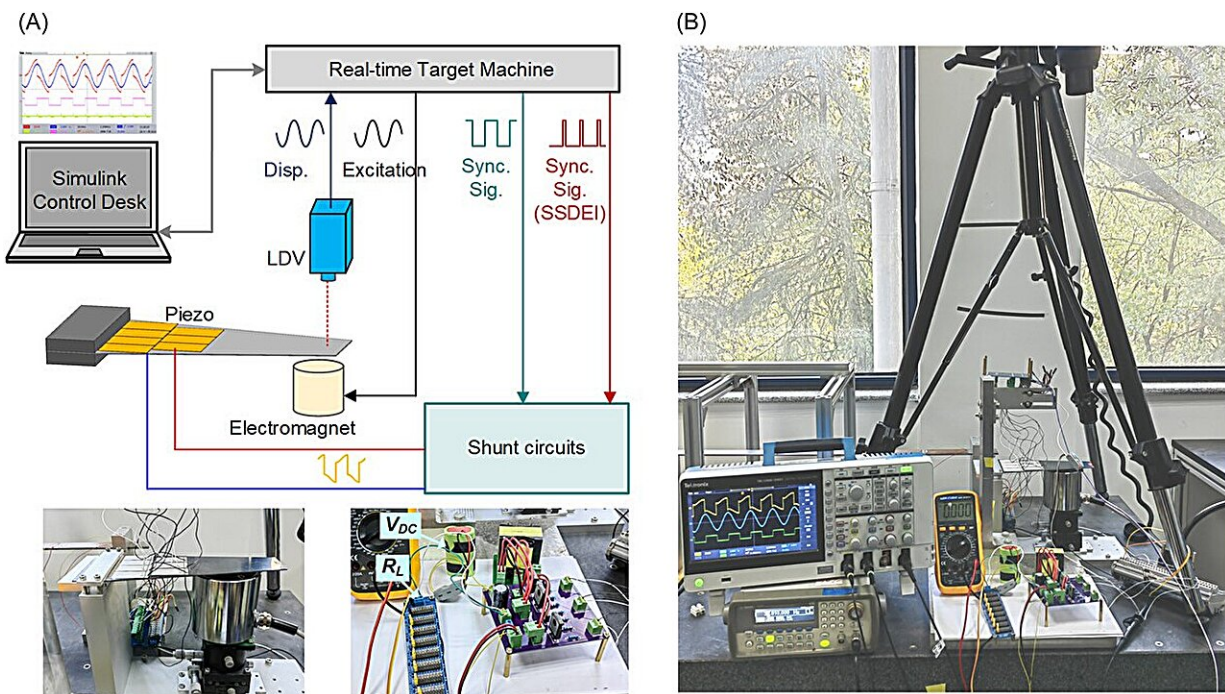 (A)
Real-time Target Machine
Simulink
Control Desk
Disp.
Excitation
Sync.
Sig.
Sync.
Sig.
(SSDEI)
LDV
Piezo
Electromagnet
Shunt circuits
V_DC
R_L
(B)
Tektronix